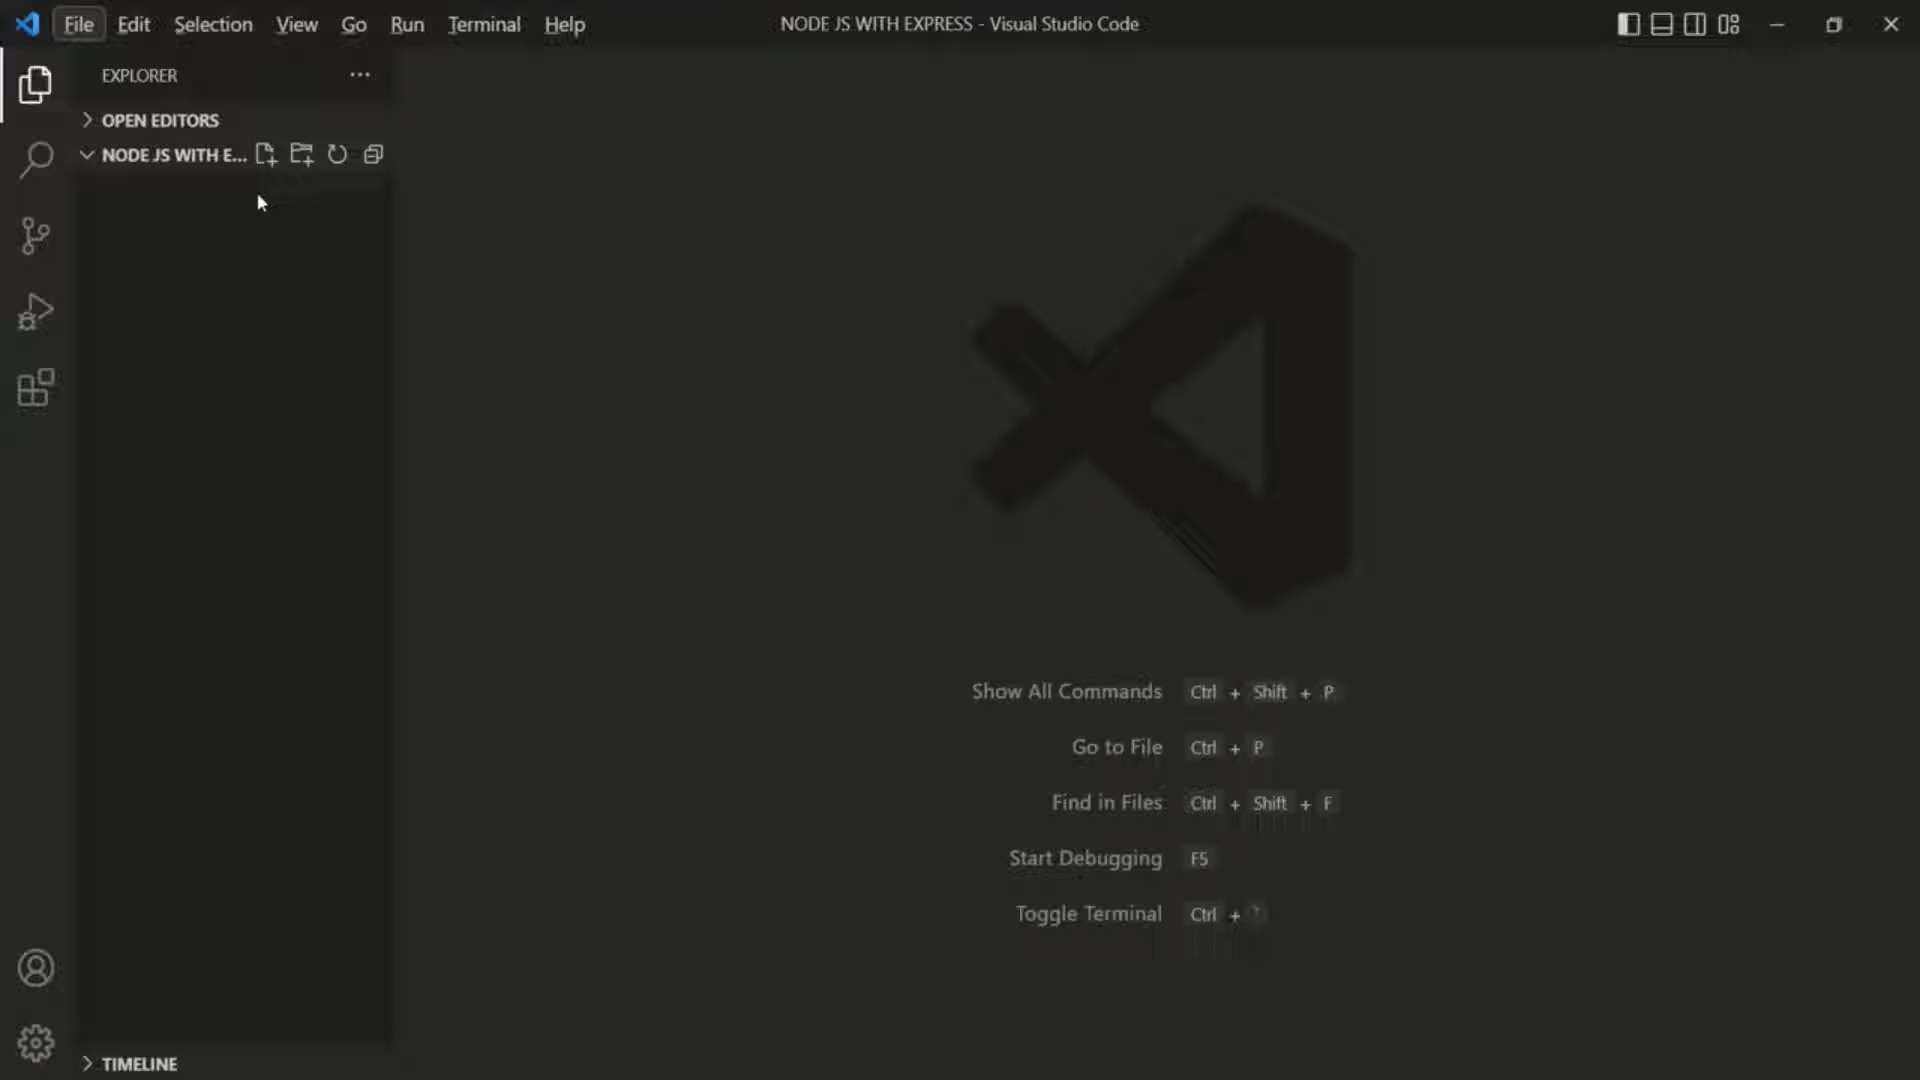 File Edit Selection View Go Run Terminal Help NODE JS WITH EXPRESS - Visual Studio Code
EXPLORER
OPEN EDITORS
NODE JS WITH E...
Show All Commands Ctrl + Shift + P
Go to File Ctrl + P
Find in Files Ctrl + Shift + F
Start Debugging F5
Toggle Terminal Ctrl + `
TIMELINE